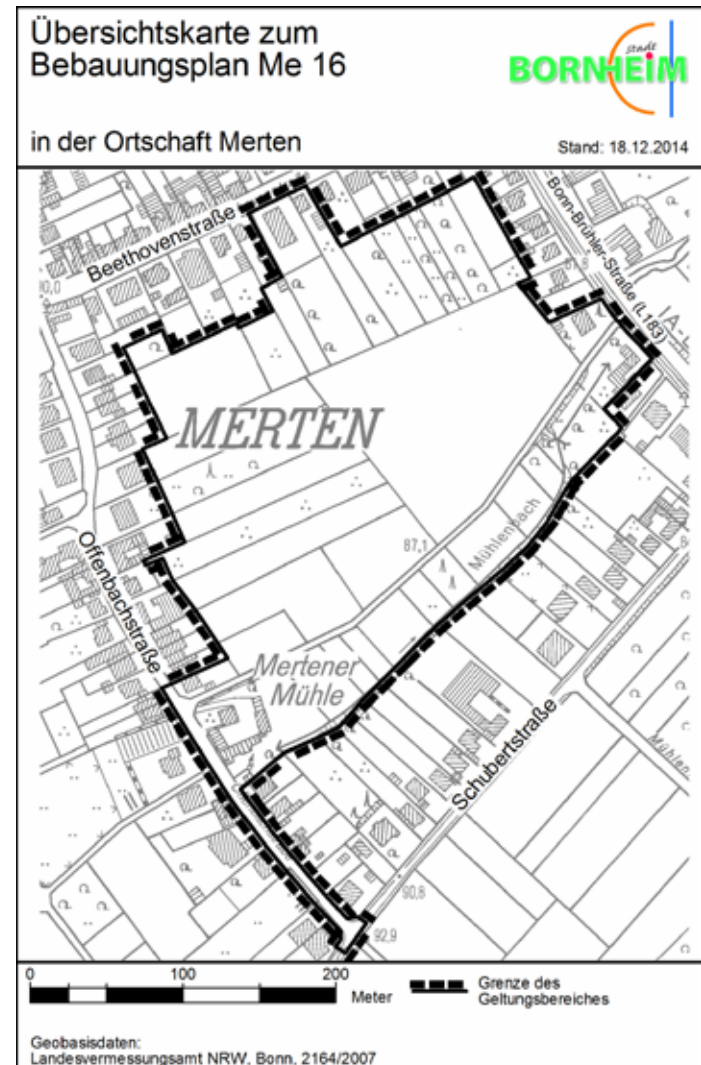 Übersichtskarte zum
Bebauungsplan Me 16
stadt
BORNHEiM
in der Ortschaft Merten
Stand: 18.12.2014
Beethovenstraße
Bonn-Brühler-Straße (L183)
MERTEN
87,1
Mühlenbach
Offenbachstraße
Mertener
Mühle
Schubertstraße
90,8
92,9
0
100
200
Meter
Grenze des
Geltungsbereiches
Geobasisdaten:
Landesvermessungsamt NRW, Bonn, 2164/2007